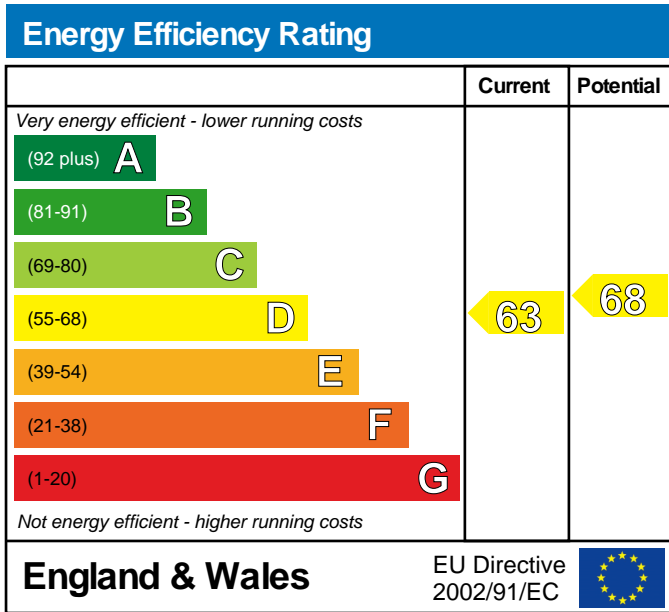 Energy Efficiency Rating
Current Potential
Very energy efficient - lower running costs
(92 plus) A
(81-91) B
(69-80) C
(55-68) D
63 68
(39-54) E
(21-38) F
(1-20) G
Not energy efficient - higher running costs
England & Wales
EU Directive
2002/91/EC